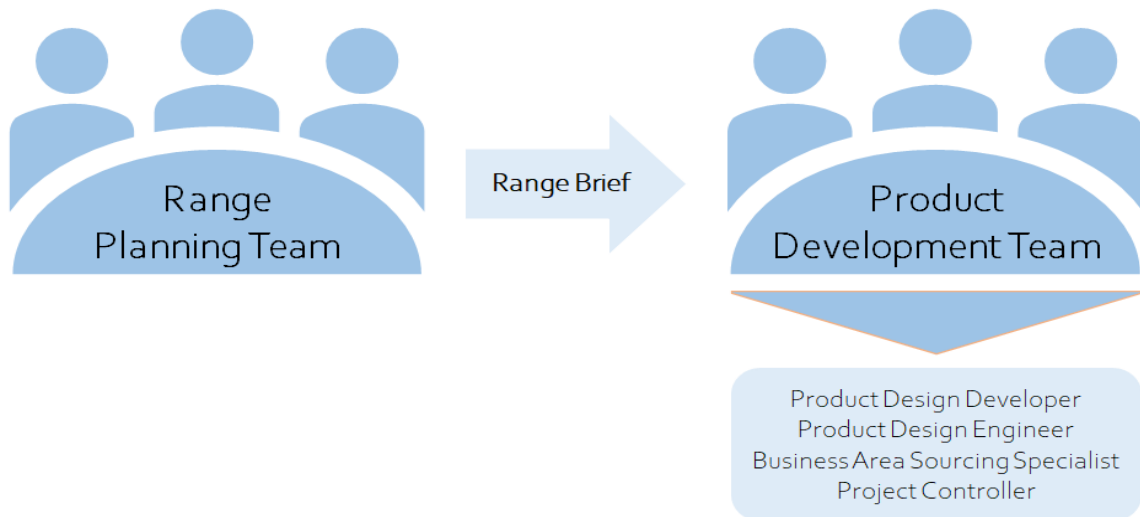 Range
Planning Team
Range Brief
Product
Development Team
Product Design Developer
Product Design Engineer
Business Area Sourcing Specialist
Project Controller